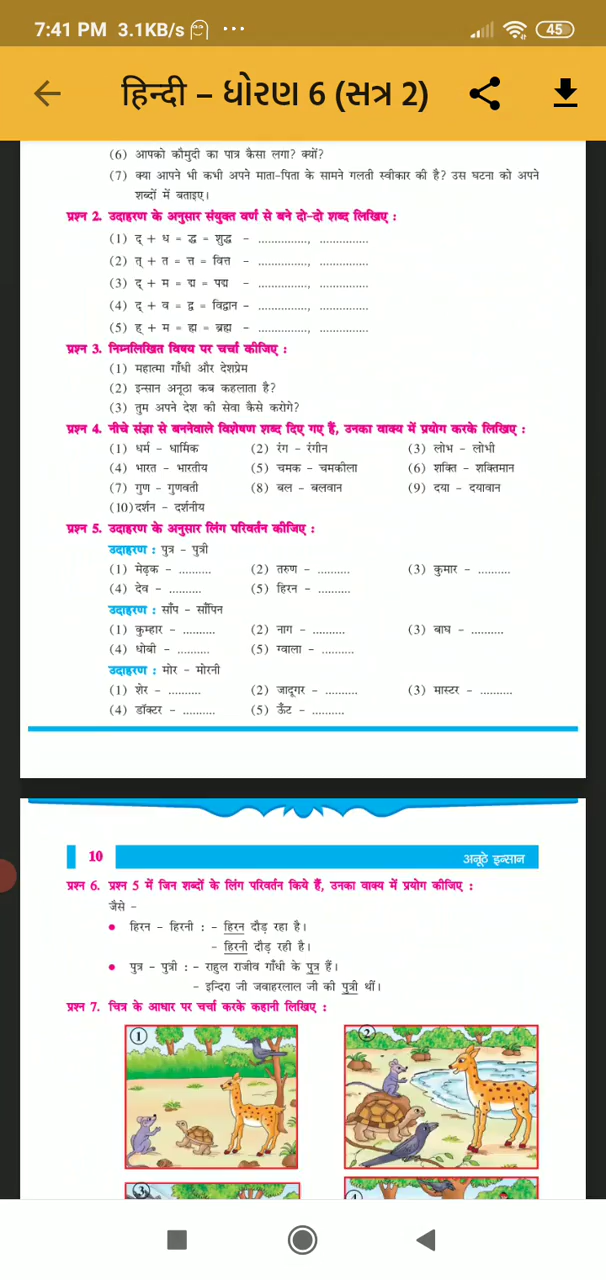 7:41 PM 3.1KB/s ... 45
हिन्दी – ધોરણ 6 (સત્ર 2)
(6) आपको कौमुदी का पात्र कैसा लगा? क्यों?
(7) क्या आपने भी कभी अपने माता-पिता के सामने गलती स्वीकार की है? उस घटना को अपने
शब्दों में बताइए।
प्रश्न 2. उदाहरण के अनुसार संयुक्त वर्ण से बने दो-दो शब्द लिखिए :
(1) द् + ध = द्ध = शुद्ध - ..............., ...............
(2) त् + त = त्त = वित्त - ..............., ...............
(3) द् + म = द्म = पद्म - ..............., ...............
(4) द् + व = द्व = विद्वान - ..............., ...............
(5) ह् + म = ह्म = ब्रह्म - ..............., ...............
प्रश्न 3. निम्नलिखित विषय पर चर्चा कीजिए :
(1) महात्मा गाँधी और देशप्रेम
(2) इन्सान अनूठा कब कहलाता है?
(3) तुम अपने देश की सेवा कैसे करोगे?
प्रश्न 4. नीचे संज्ञा से बननेवाले विशेषण शब्द दिए गए हैं, उनका वाक्य में प्रयोग करके लिखिए :
(1) धर्म - धार्मिक (2) रंग - रंगीन (3) लोभ - लोभी
(4) भारत - भारतीय (5) चमक - चमकीला (6) शक्ति - शक्तिमान
(7) गुण - गुणवती (8) बल - बलवान (9) दया - दयावान
(10) दर्शन - दर्शनीय
प्रश्न 5. उदाहरण के अनुसार लिंग परिवर्तन कीजिए :
उदाहरण : पुत्र - पुत्री
(1) मेढ़क - .......... (2) तरुण - .......... (3) कुमार - ..........
(4) देव - .......... (5) हिरन - ..........
उदाहरण : साँप - साँपिन
(1) कुम्हार - .......... (2) नाग - .......... (3) बाघ - ..........
(4) धोबी - .......... (5) ग्वाला - ..........
उदाहरण : मोर - मोरनी
(1) शेर - .......... (2) जादूगर - .......... (3) मास्टर - ..........
(4) डॉक्टर - .......... (5) ऊँट - ..........
10 अनूठे इन्सान
प्रश्न 6. प्रश्न 5 में जिन शब्दों के लिंग परिवर्तन किये हैं, उनका वाक्य में प्रयोग कीजिए :
जैसे -
• हिरन - हिरनी : - हिरन दौड़ रहा है।
- हिरनी दौड़ रही है।
• पुत्र - पुत्री : - राहुल राजीव गाँधी के पुत्र हैं।
- इन्दिरा जी जवाहरलाल जी की पुत्री थीं।
प्रश्न 7. चित्र के आधार पर चर्चा करके कहानी लिखिए :
1 2
3 4